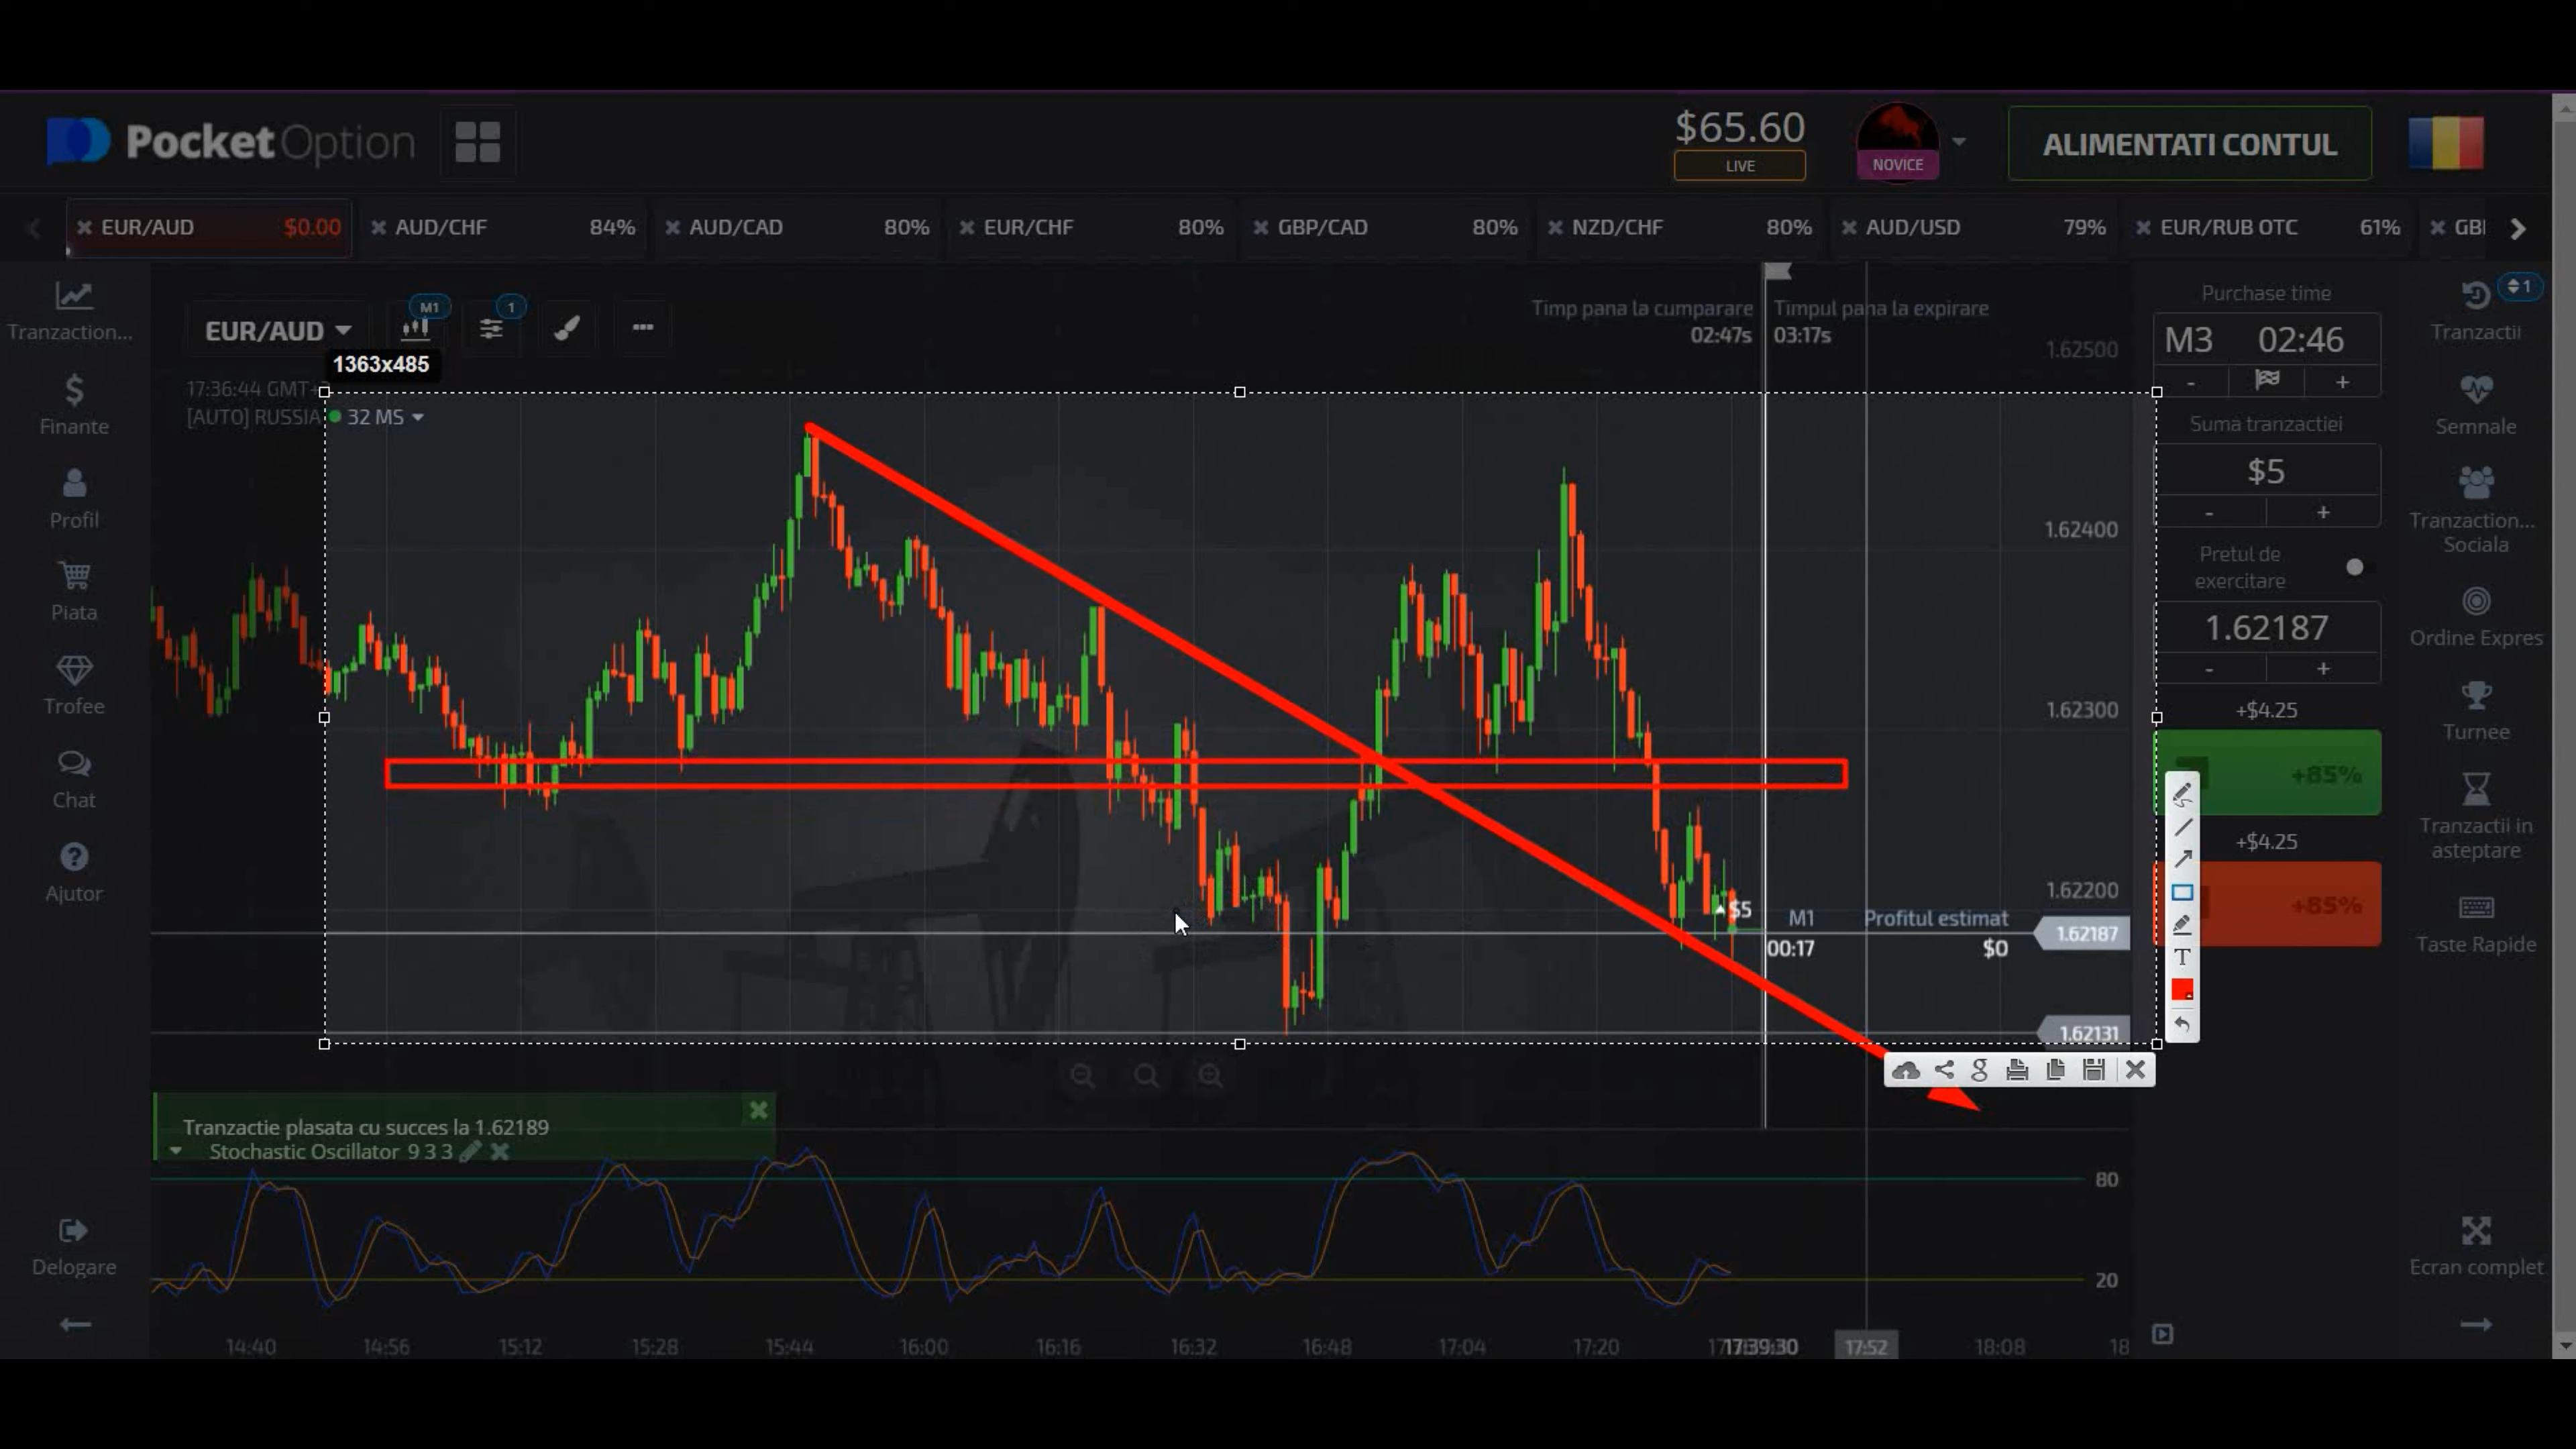 PocketOption
$65.60
LIVE
NOVICE
ALIMENTATI CONTUL
EUR/AUD $0.00
AUD/CHF 84%
AUD/CAD 80%
EUR/CHF 80%
GBP/CAD 80%
NZD/CHF 80%
AUD/USD 79%
EUR/RUB OTC 61%
GBI
Tranzaction...
Finante
Profil
Piata
Trofee
Chat
Ajutor
Delogare
EUR/AUD
M1
1
1363x485
17:36:44 GMT+
[AUTO] RUSSIA
32 MS
Timp pana la cumparare
02:47s
Timpul pana la expirare
03:17s
1.62500
1.62400
1.62300
1.62200
1.62187
1.62131
$5
M1
00:17
Profitul estimat
$0
Tranzactie plasata cu succes la 1.62189
Stochastic Oscillator 9 3 3
80
20
14:40 14:56 15:12 15:28 15:44 16:00 16:16 16:32 16:48 17:04 17:20 17:39:30 17:52 18:08 18
Purchase time
M3 02:46
- +
Suma tranzactiei
$5
- +
Pretul de
exercitare
1.62187
- +
+$4.25
+85%
+$4.25
+85%
T
1
Tranzactii
Semnale
Tranzaction...
Sociala
Ordine Expres
Turnee
Tranzactii in
asteptare
Taste Rapide
Ecran complet